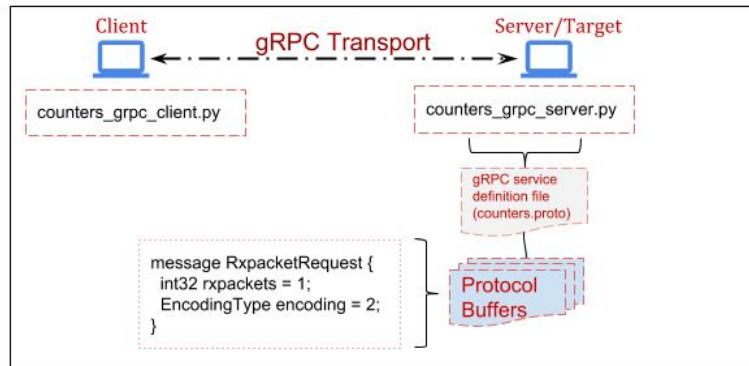 Client
Server/Target
gRPC Transport
counters_grpc_client.py
counters_grpc_server.py
gRPC service
definition file
(counters.proto)
message RxpacketRequest {
int32 rxpackets = 1;
EncodingType encoding = 2;
}
Protocol
Buffers